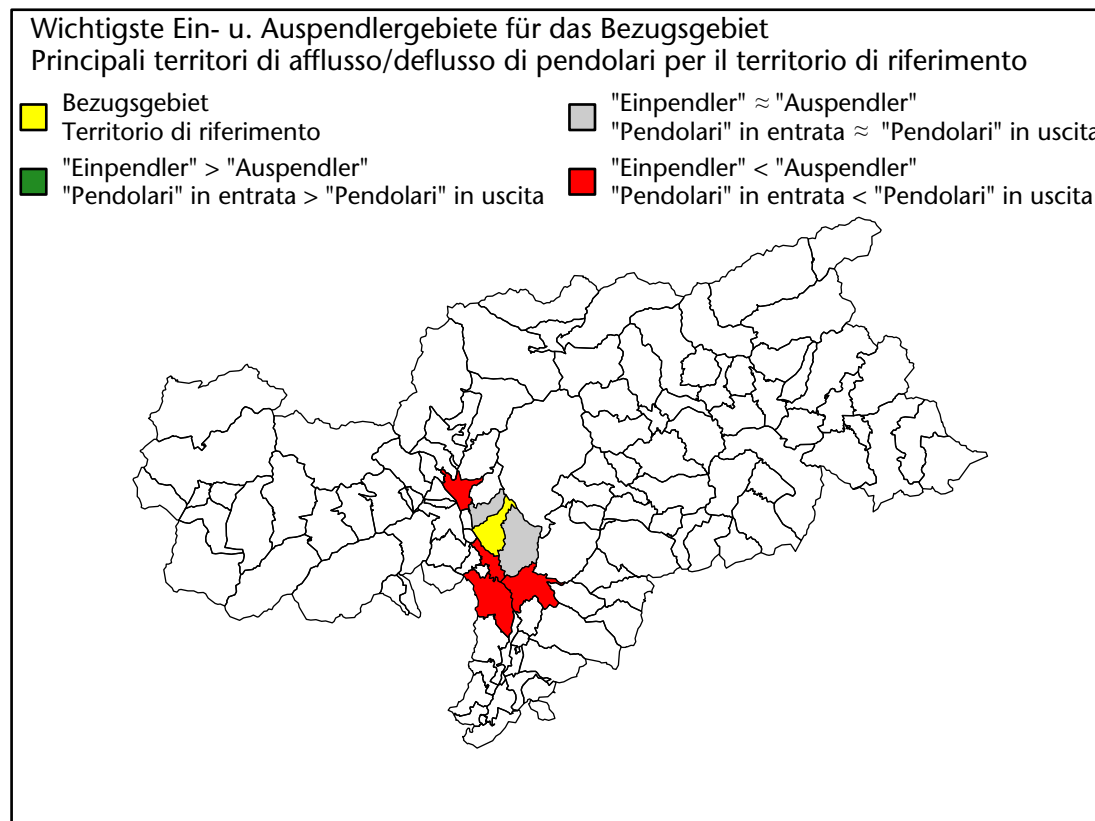 Wichtigste Ein- u. Auspendlergebiete für das Bezugsgebiet
Principali territori di afflusso/deflusso di pendolari per il territorio di riferimento
Bezugsgebiet
Territorio di riferimento
"Einpendler" > "Auspendler"
"Pendolari" in entrata > "Pendolari" in uscita
"Einpendler" ≈ "Auspendler"
"Pendolari" in entrata ≈ "Pendolari" in uscita
"Einpendler" < "Auspendler"
"Pendolari" in entrata < "Pendolari" in uscita